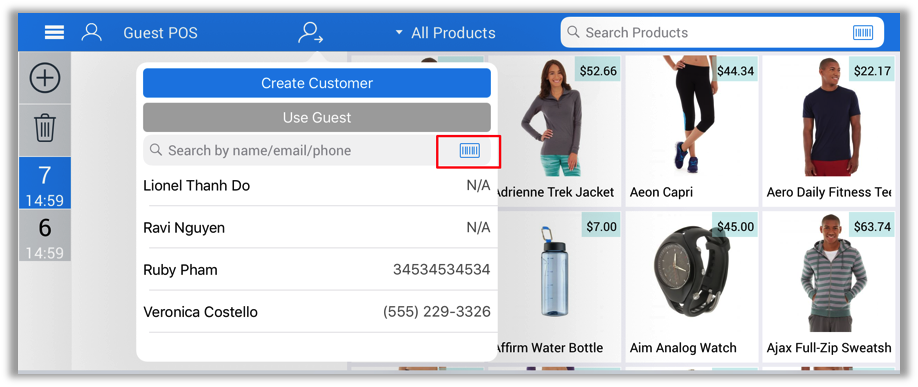 Guest POS
All Products
Search Products
7
14:59
6
14:59
Create Customer
Use Guest
Search by name/email/phone
Lionel Thanh Do N/A
Ravi Nguyen N/A
Ruby Pham 34534534534
Veronica Costello (555) 229-3326
$52.66
$44.34
$22.17
Adrienne Trek Jacket
Aeon Capri
Aero Daily Fitness Tee
$7.00
$45.00
$63.74
Affirm Water Bottle
Aim Analog Watch
Ajax Full-Zip Sweatsh